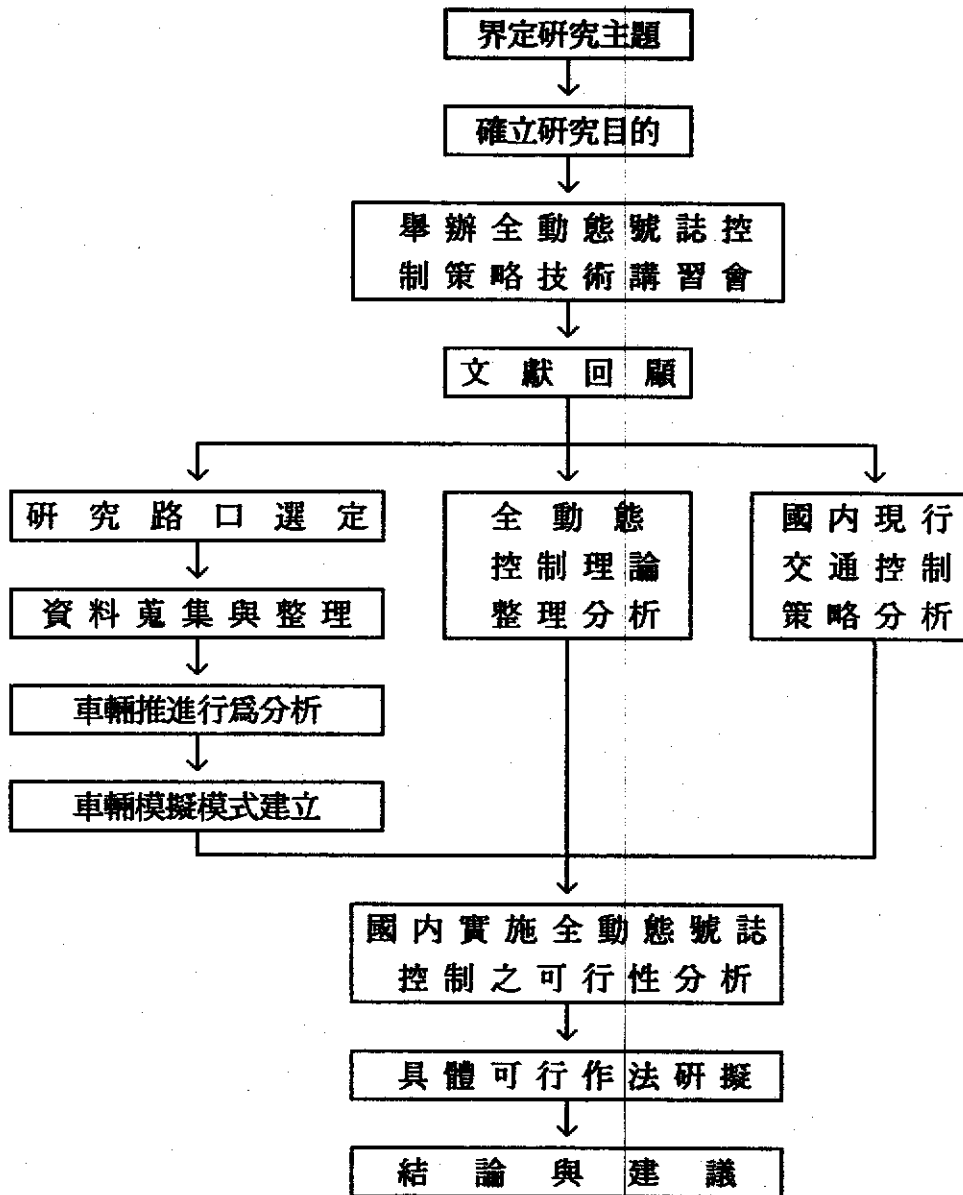 界定研究主題
確立研究目的
舉辦全動態號誌控
制策略技術講習會
文獻回顧
研究路口選定
資料蒐集與整理
車輛推進行為分析
車輛模擬模式建立
全動態
控制理論
整理分析
國內現行
交通控制
策略分析
國內實施全動態號誌
控制之可行性分析
具體可行作法研擬
結論與建議